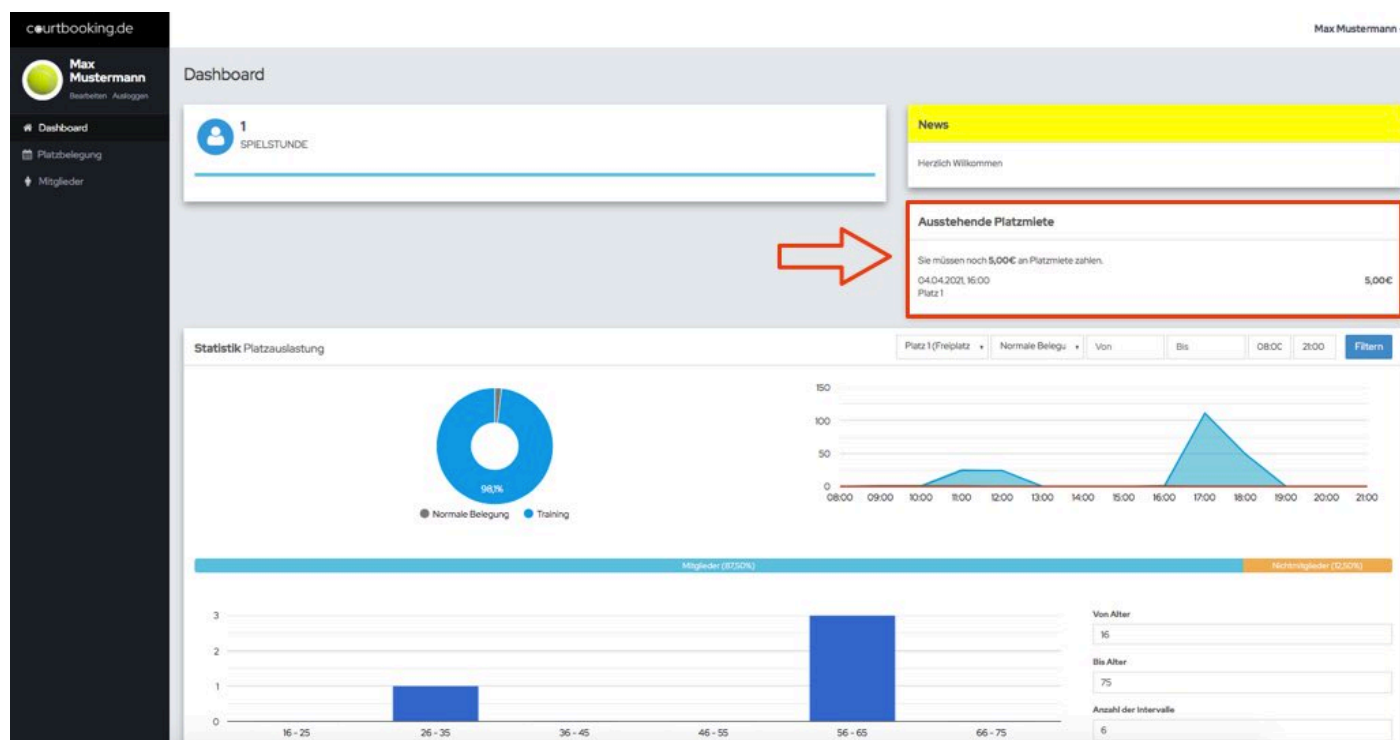 courtbooking.de
Max Mustermann
Max
Mustermann
Bearbeiten Ausloggen
Dashboard
Platzbelegung
Mitglieder
Dashboard
1
SPIELSTUNDE
News
Herzlich Willkommen
Ausstehende Platzmiete
Sie müssen noch 5,00€ an Platzmiete zahlen.
04.04.2021, 16:00 5,00€
Platz 1
Statistik Platzauslastung
Platz 1 (Freiplatz Normale Belegu Von Bis 08:0C 21:00 Filtern
98,1%
Normale Belegung Training
150
100
50
0
08:00 09:00 10:00 11:00 12:00 13:00 14:00 15:00 16:00 17:00 18:00 19:00 20:00 21:00
Mitglieder (87,50%) Nichtmitglieder (12,50%)
3
2
1
0
16 - 25 26 - 35 36 - 45 46 - 55 56 - 65 66 - 75
Von Alter
16
Bis Alter
75
Anzahl der Intervalle
6